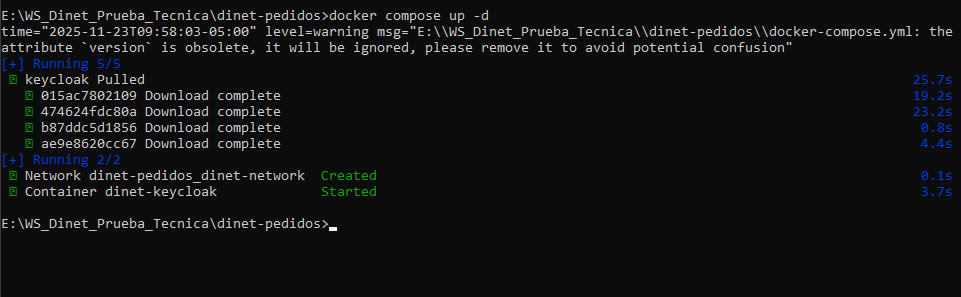 E:\WS_Dinet_Prueba_Tecnica\dinet-pedidos>docker compose up -d
time="2025-11-23T09:58:03-05:00" level=warning msg="E:\\WS_Dinet_Prueba_Tecnica\\dinet-pedidos\\docker-compose.yml: the
attribute `version` is obsolete, it will be ignored, please remove it to avoid potential confusion"
[+] Running 5/5
keycloak Pulled 25.7s
015ac7802109 Download complete 19.2s
474624fdc80a Download complete 23.2s
b87ddc5d1856 Download complete 0.8s
ae9e8620cc67 Download complete 4.4s
[+] Running 2/2
Network dinet-pedidos_dinet-network Created 0.1s
Container dinet-keycloak Started 3.7s
E:\WS_Dinet_Prueba_Tecnica\dinet-pedidos>